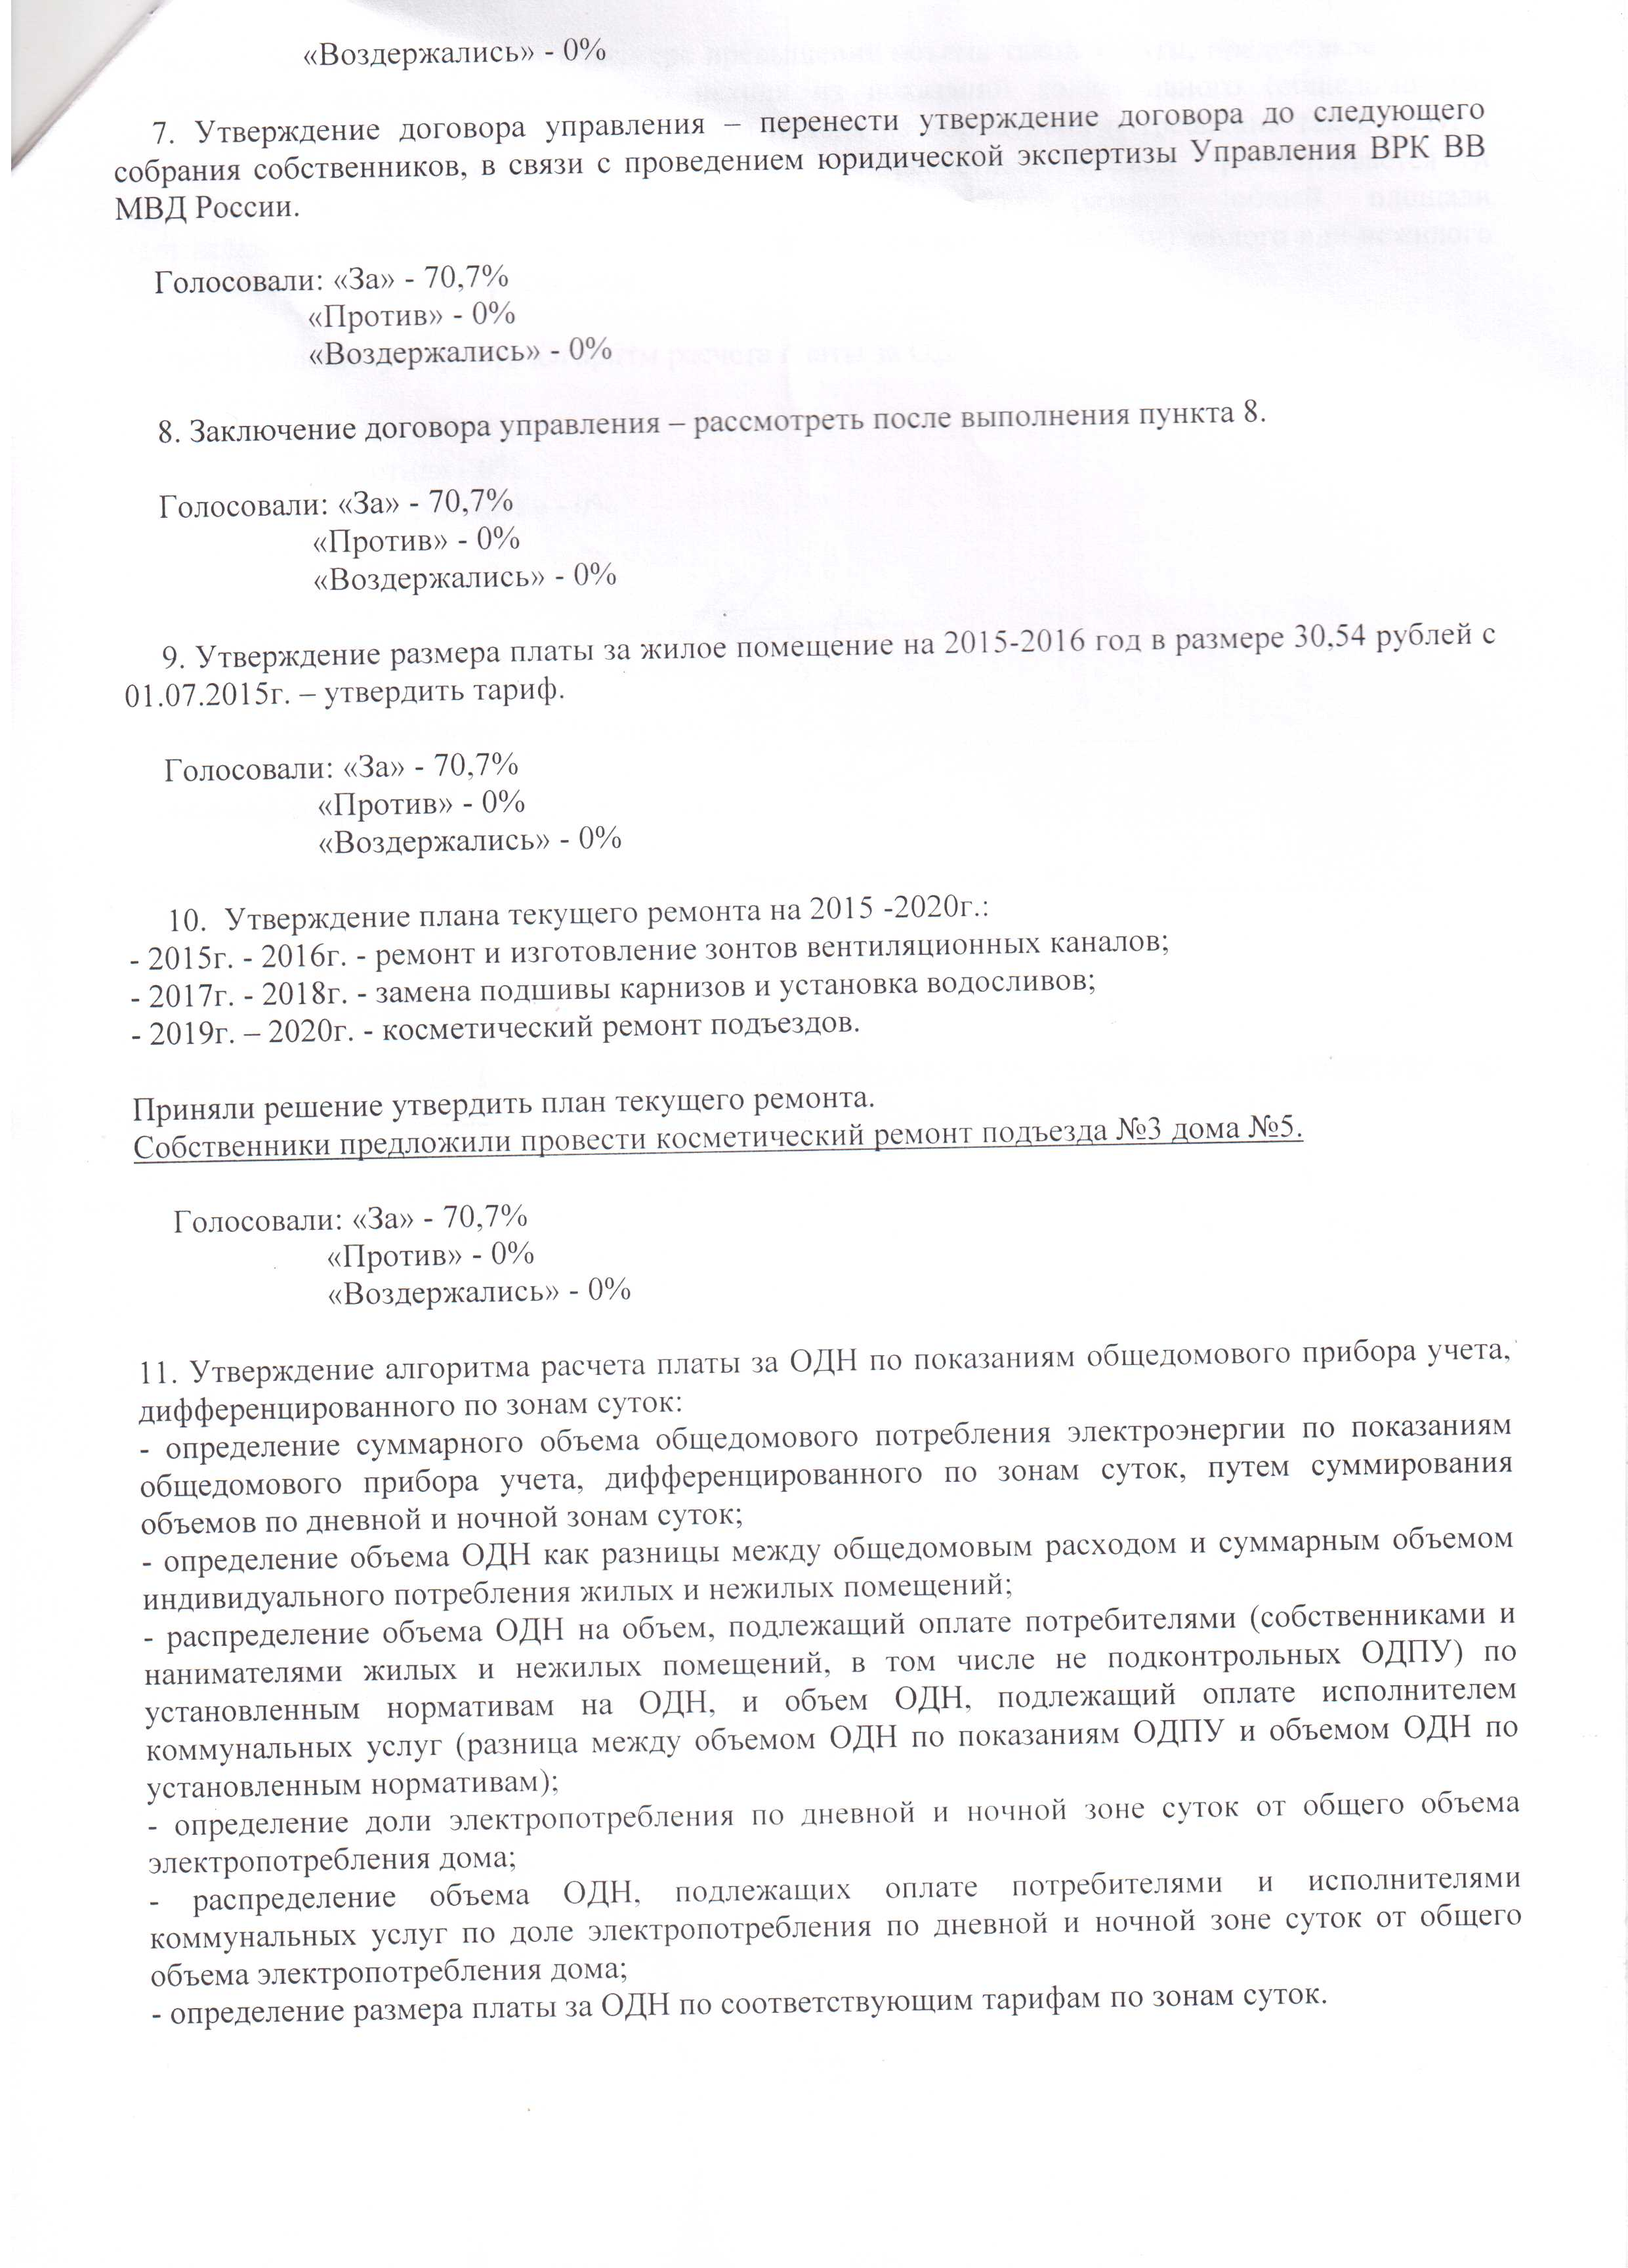 «Воздержались» - 0%
7. Утверждение договора управления – перенести утверждение договора до следующего
собрания собственников, в связи с проведением юридической экспертизы Управления ВРК ВВ
МВД России.
Голосовали: «За» - 70,7%
«Против» - 0%
«Воздержались» - 0%
8. Заключение договора управления – рассмотреть после выполнения пункта 8.
Голосовали: «За» - 70,7%
«Против» - 0%
«Воздержались» - 0%
9. Утверждение размера платы за жилое помещение на 2015-2016 год в размере 30,54 рублей с
01.07.2015г. – утвердить тариф.
Голосовали: «За» - 70,7%
«Против» - 0%
«Воздержались» - 0%
10. Утверждение плана текущего ремонта на 2015 -2020г.:
- 2015г. - 2016г. - ремонт и изготовление зонтов вентиляционных каналов;
- 2017г. - 2018г. - замена подшивы карнизов и установка водосливов;
- 2019г. – 2020г. - косметический ремонт подъездов.
Приняли решение утвердить план текущего ремонта.
Собственники предложили провести косметический ремонт подъезда №3 дома №5.
Голосовали: «За» - 70,7%
«Против» - 0%
«Воздержались» - 0%
11. Утверждение алгоритма расчета платы за ОДН по показаниям общедомового прибора учета,
дифференцированного по зонам суток:
- определение суммарного объема общедомового потребления электроэнергии по показаниям
общедомового прибора учета, дифференцированного по зонам суток, путем суммирования
объемов по дневной и ночной зонам суток;
- определение объема ОДН как разницы между общедомовым расходом и суммарным объемом
индивидуального потребления жилых и нежилых помещений;
- распределение объема ОДН на объем, подлежащий оплате потребителями (собственниками и
нанимателями жилых и нежилых помещений, в том числе не подконтрольных ОДПУ) по
установленным нормативам на ОДН, и объем ОДН, подлежащий оплате исполнителем
коммунальных услуг (разница между объемом ОДН по показаниям ОДПУ и объемом ОДН по
установленным нормативам);
- определение доли электропотребления по дневной и ночной зоне суток от общего объема
электропотребления дома;
- распределение объема ОДН, подлежащих оплате потребителями и исполнителями
коммунальных услуг по доле электропотребления по дневной и ночной зоне суток от общего
объема электропотребления дома;
- определение размера платы за ОДН по соответствующим тарифам по зонам суток.